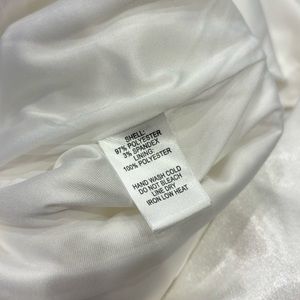 SHELL:
97% POLYESTER
3% SPANDEX
LINING:
100% POLYESTER
HAND WASH COLD
DO NOT BLEACH
LINE DRY
IRON LOW HEAT